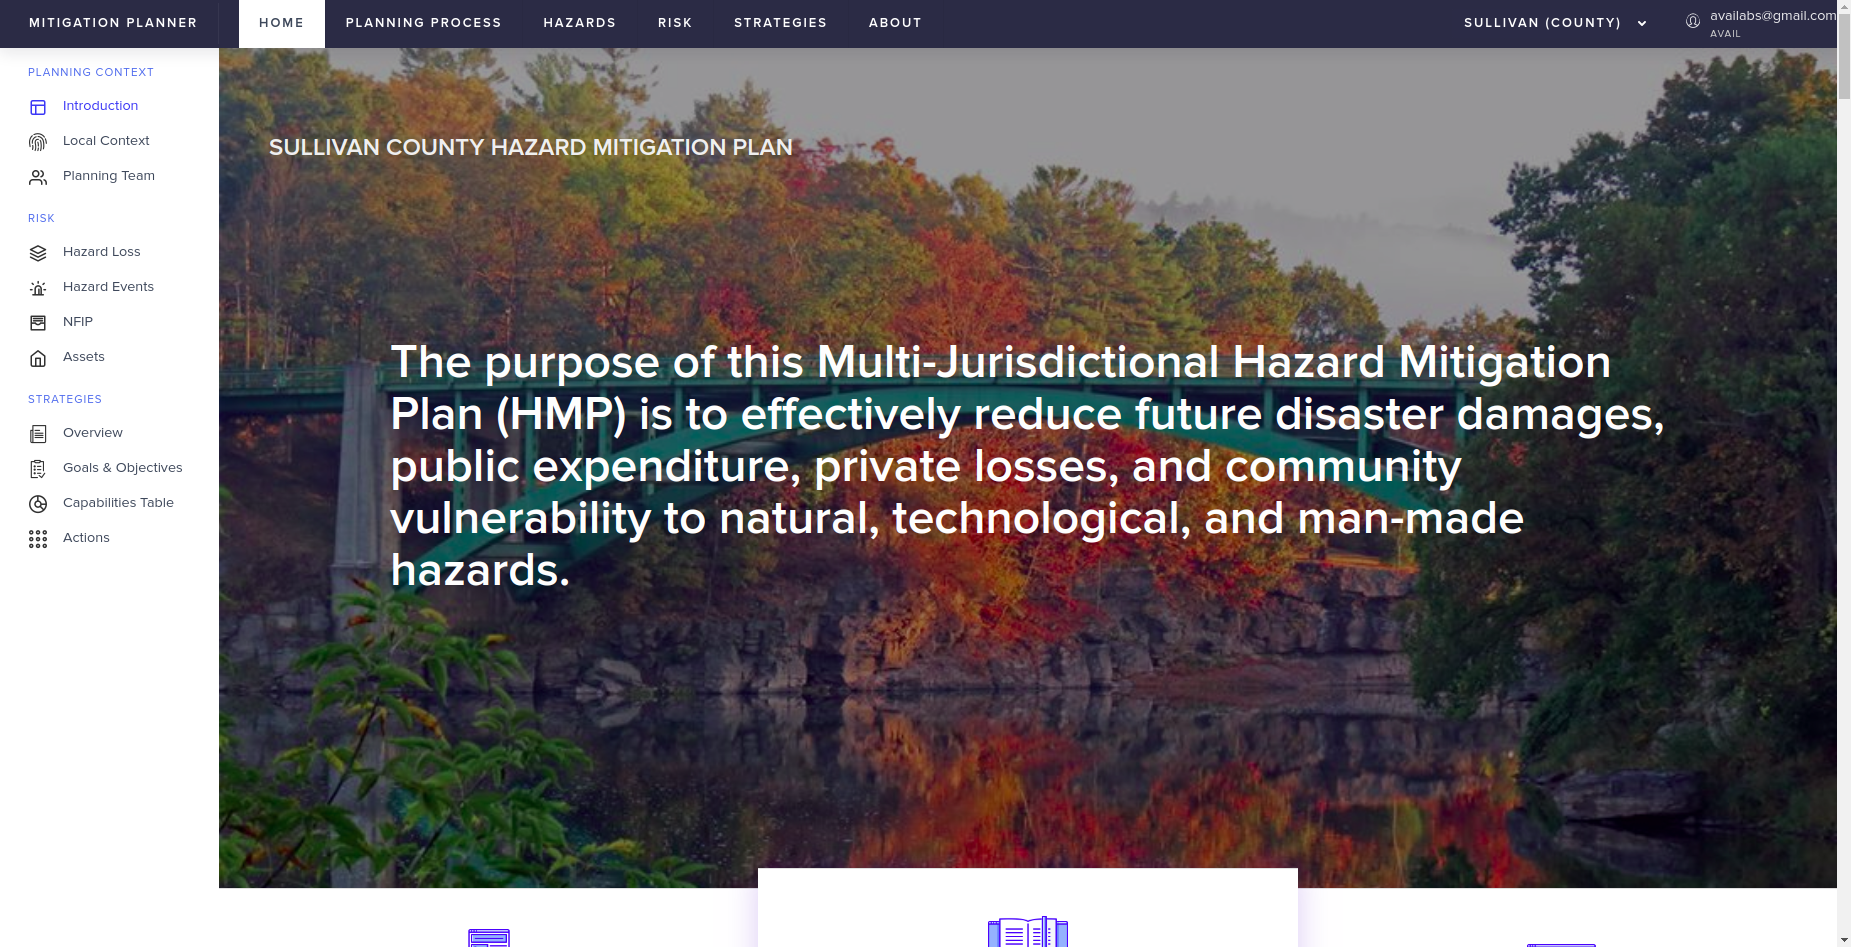 MITIGATION PLANNER
HOME
PLANNING PROCESS
HAZARDS
RISK
STRATEGIES
ABOUT
SULLIVAN (COUNTY)
availabs@gmail.com
AVAIL
PLANNING CONTEXT
Introduction
Local Context
Planning Team
RISK
Hazard Loss
Hazard Events
NFIP
Assets
STRATEGIES
Overview
Goals & Objectives
Capabilities Table
Actions
SULLIVAN COUNTY HAZARD MITIGATION PLAN
The purpose of this Multi-Jurisdictional Hazard Mitigation
Plan (HMP) is to effectively reduce future disaster damages,
public expenditure, private losses, and community
vulnerability to natural, technological, and man-made
hazards.